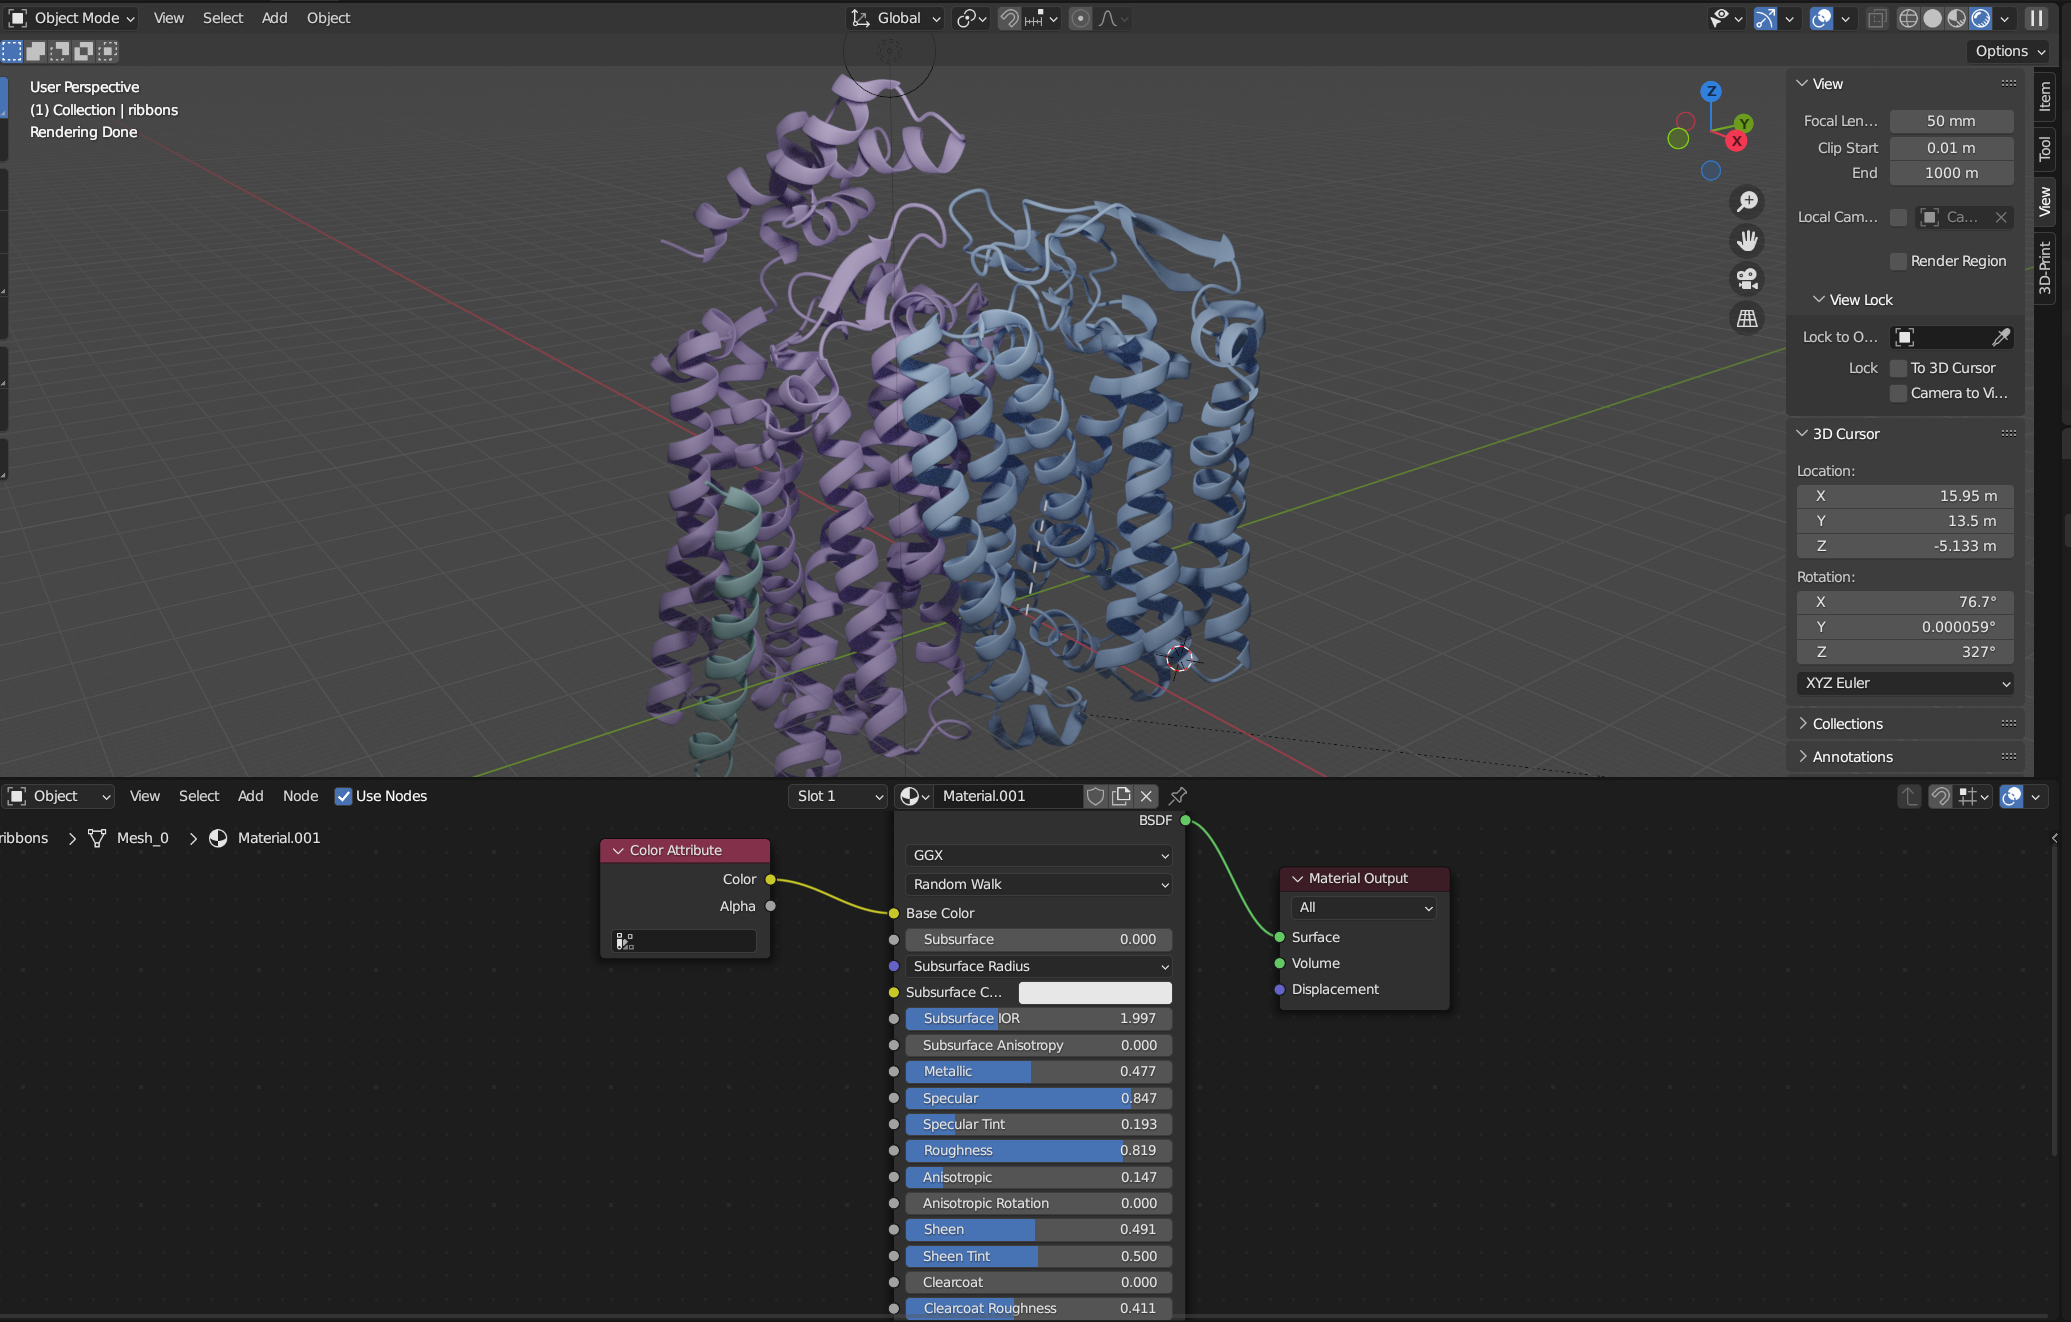 Object Mode View Select Add Object Global
Options
User Perspective
(1) Collection | ribbons
Rendering Done
Z
Y
X
View
Focal Len... 50 mm
Clip Start 0.01 m
End 1000 m
Local Cam... Ca...
Render Region
View Lock
Lock to O...
Lock To 3D Cursor
Camera to Vi...
3D Cursor
Location:
X 15.95 m
Y 13.5 m
Z -5.133 m
Rotation:
X 76.7°
Y 0.000059°
Z 327°
XYZ Euler
Collections
Annotations
Item
Tool
View
3D-Print
Object View Select Add Node Use Nodes Slot 1 Material.001
ribbons Mesh_0 Material.001
Color Attribute
Color
Alpha
BSDF
GGX
Random Walk
Base Color
Subsurface 0.000
Subsurface Radius
Subsurface C...
Subsurface IOR 1.997
Subsurface Anisotropy 0.000
Metallic 0.477
Specular 0.847
Specular Tint 0.193
Roughness 0.819
Anisotropic 0.147
Anisotropic Rotation 0.000
Sheen 0.491
Sheen Tint 0.500
Clearcoat 0.000
Clearcoat Roughness 0.411
Material Output
All
Surface
Volume
Displacement